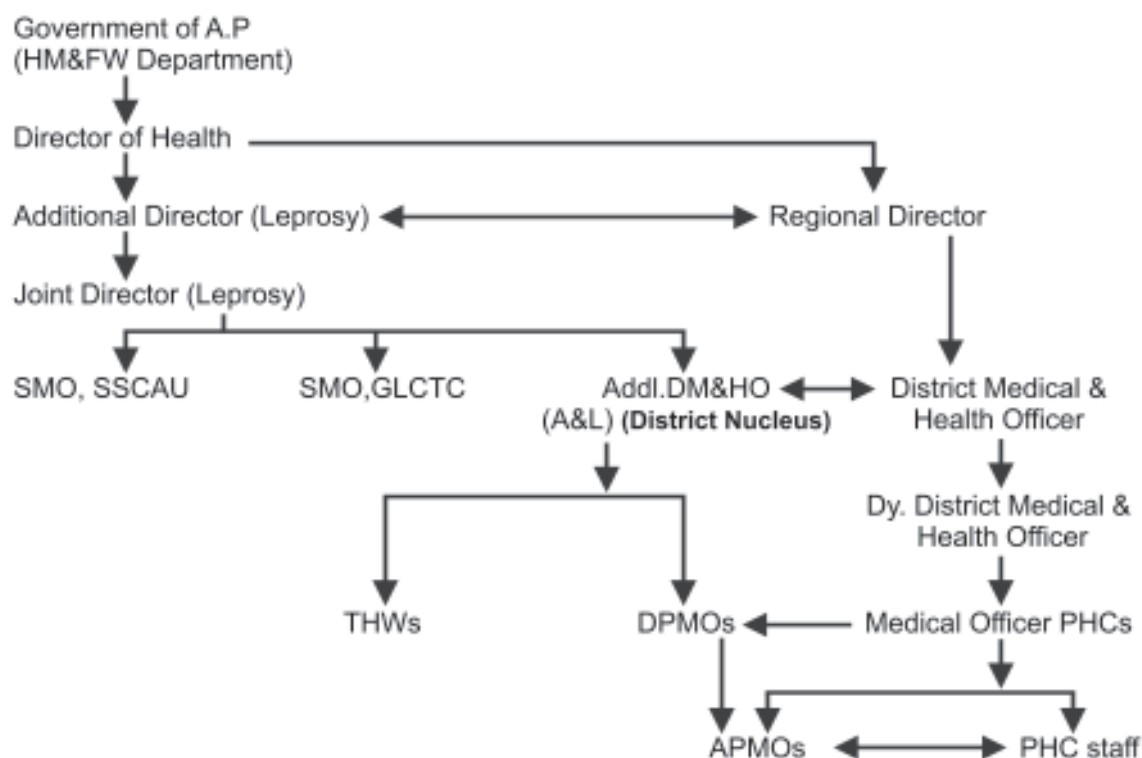 Government of A.P
(HM&FW Department)
Director of Health
Additional Director (Leprosy)
Regional Director
Joint Director (Leprosy)
SMO, SSCAU
SMO,GLCTC
Addl.DM&HO
(A&L) (District Nucleus)
District Medical &
Health Officer
Dy. District Medical &
Health Officer
THWs
DPMOs
Medical Officer PHCs
APMOs
PHC staff